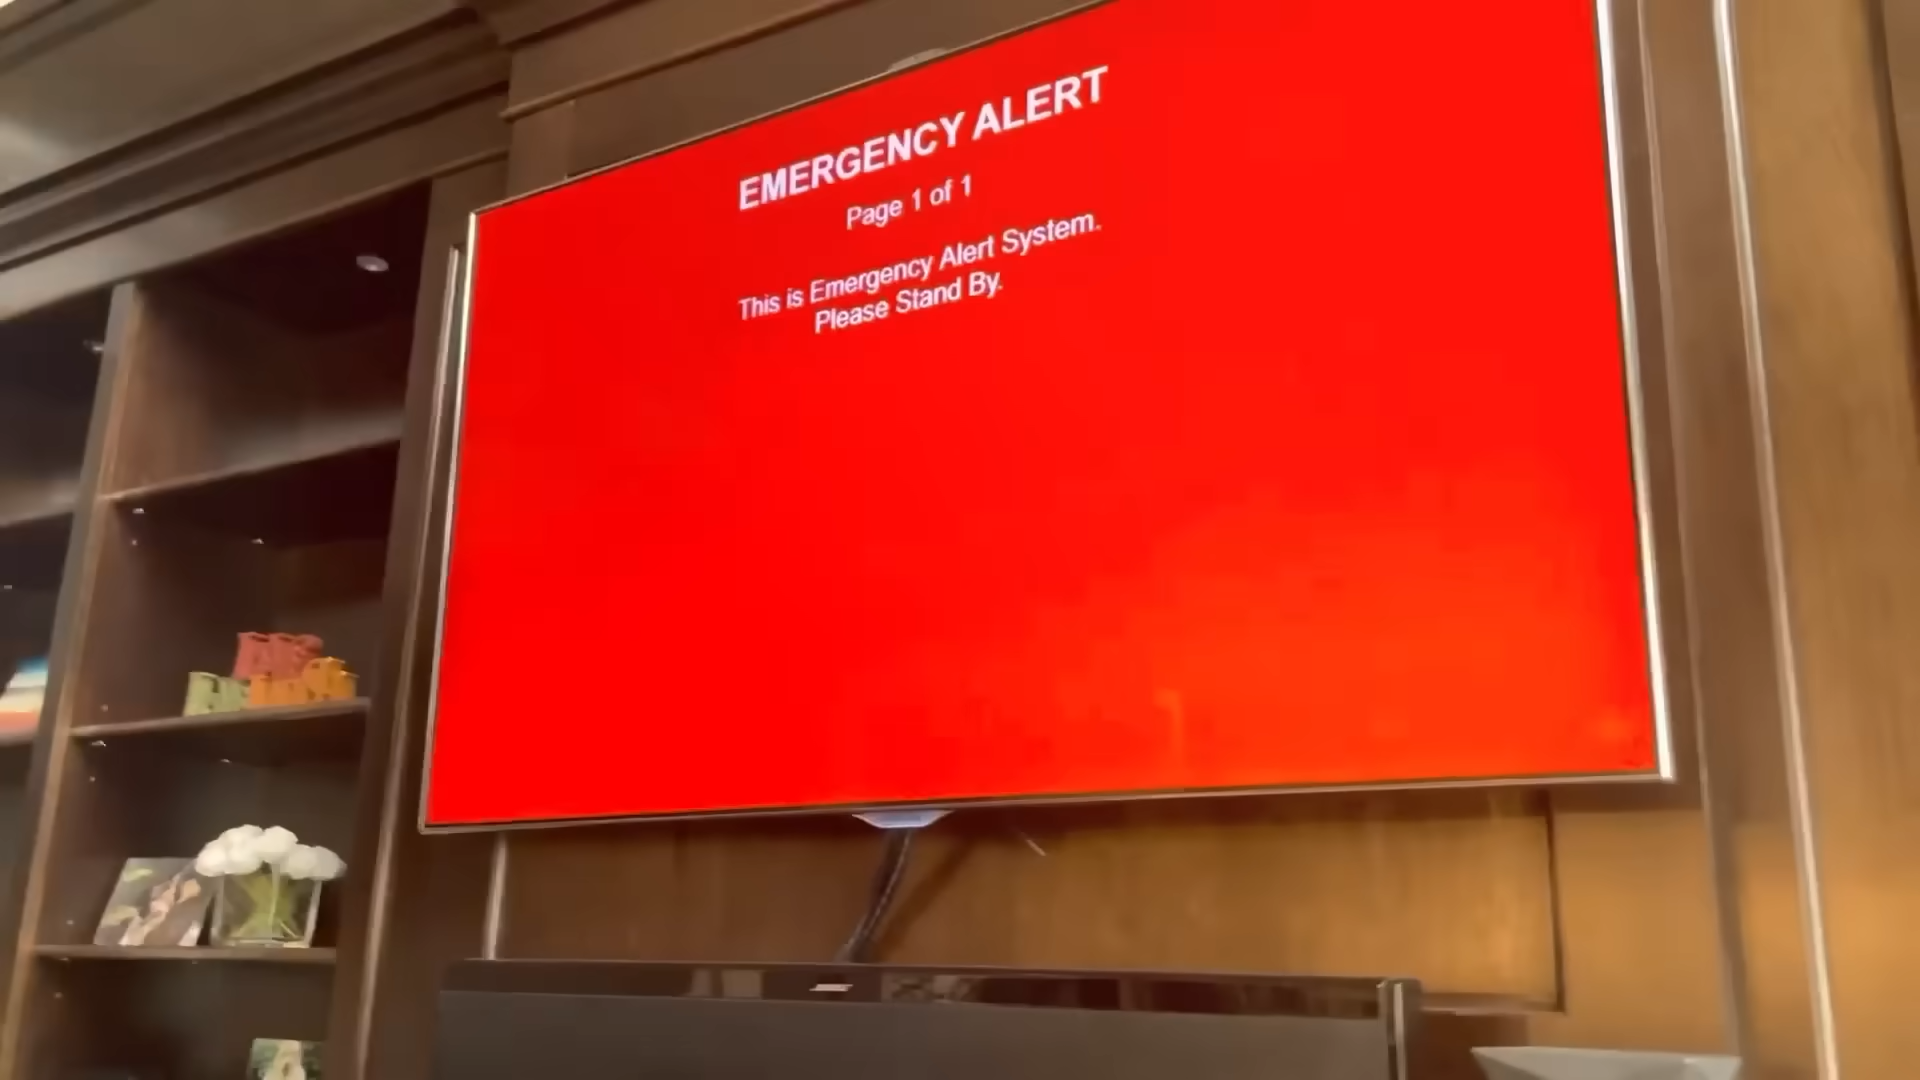 EMERGENCY ALERT
Page 1 of 1
This is Emergency Alert System.
Please Stand By.